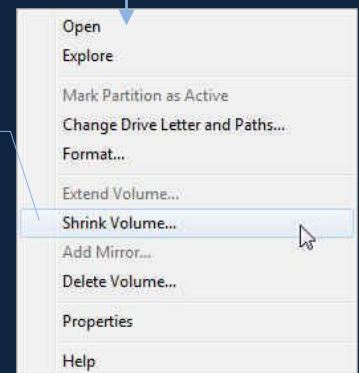 Open
Explore
Mark Partition as Active
Change Drive Letter and Paths...
Format...
Extend Volume...
Shrink Volume...
Add Mirror...
Delete Volume...
Properties
Help